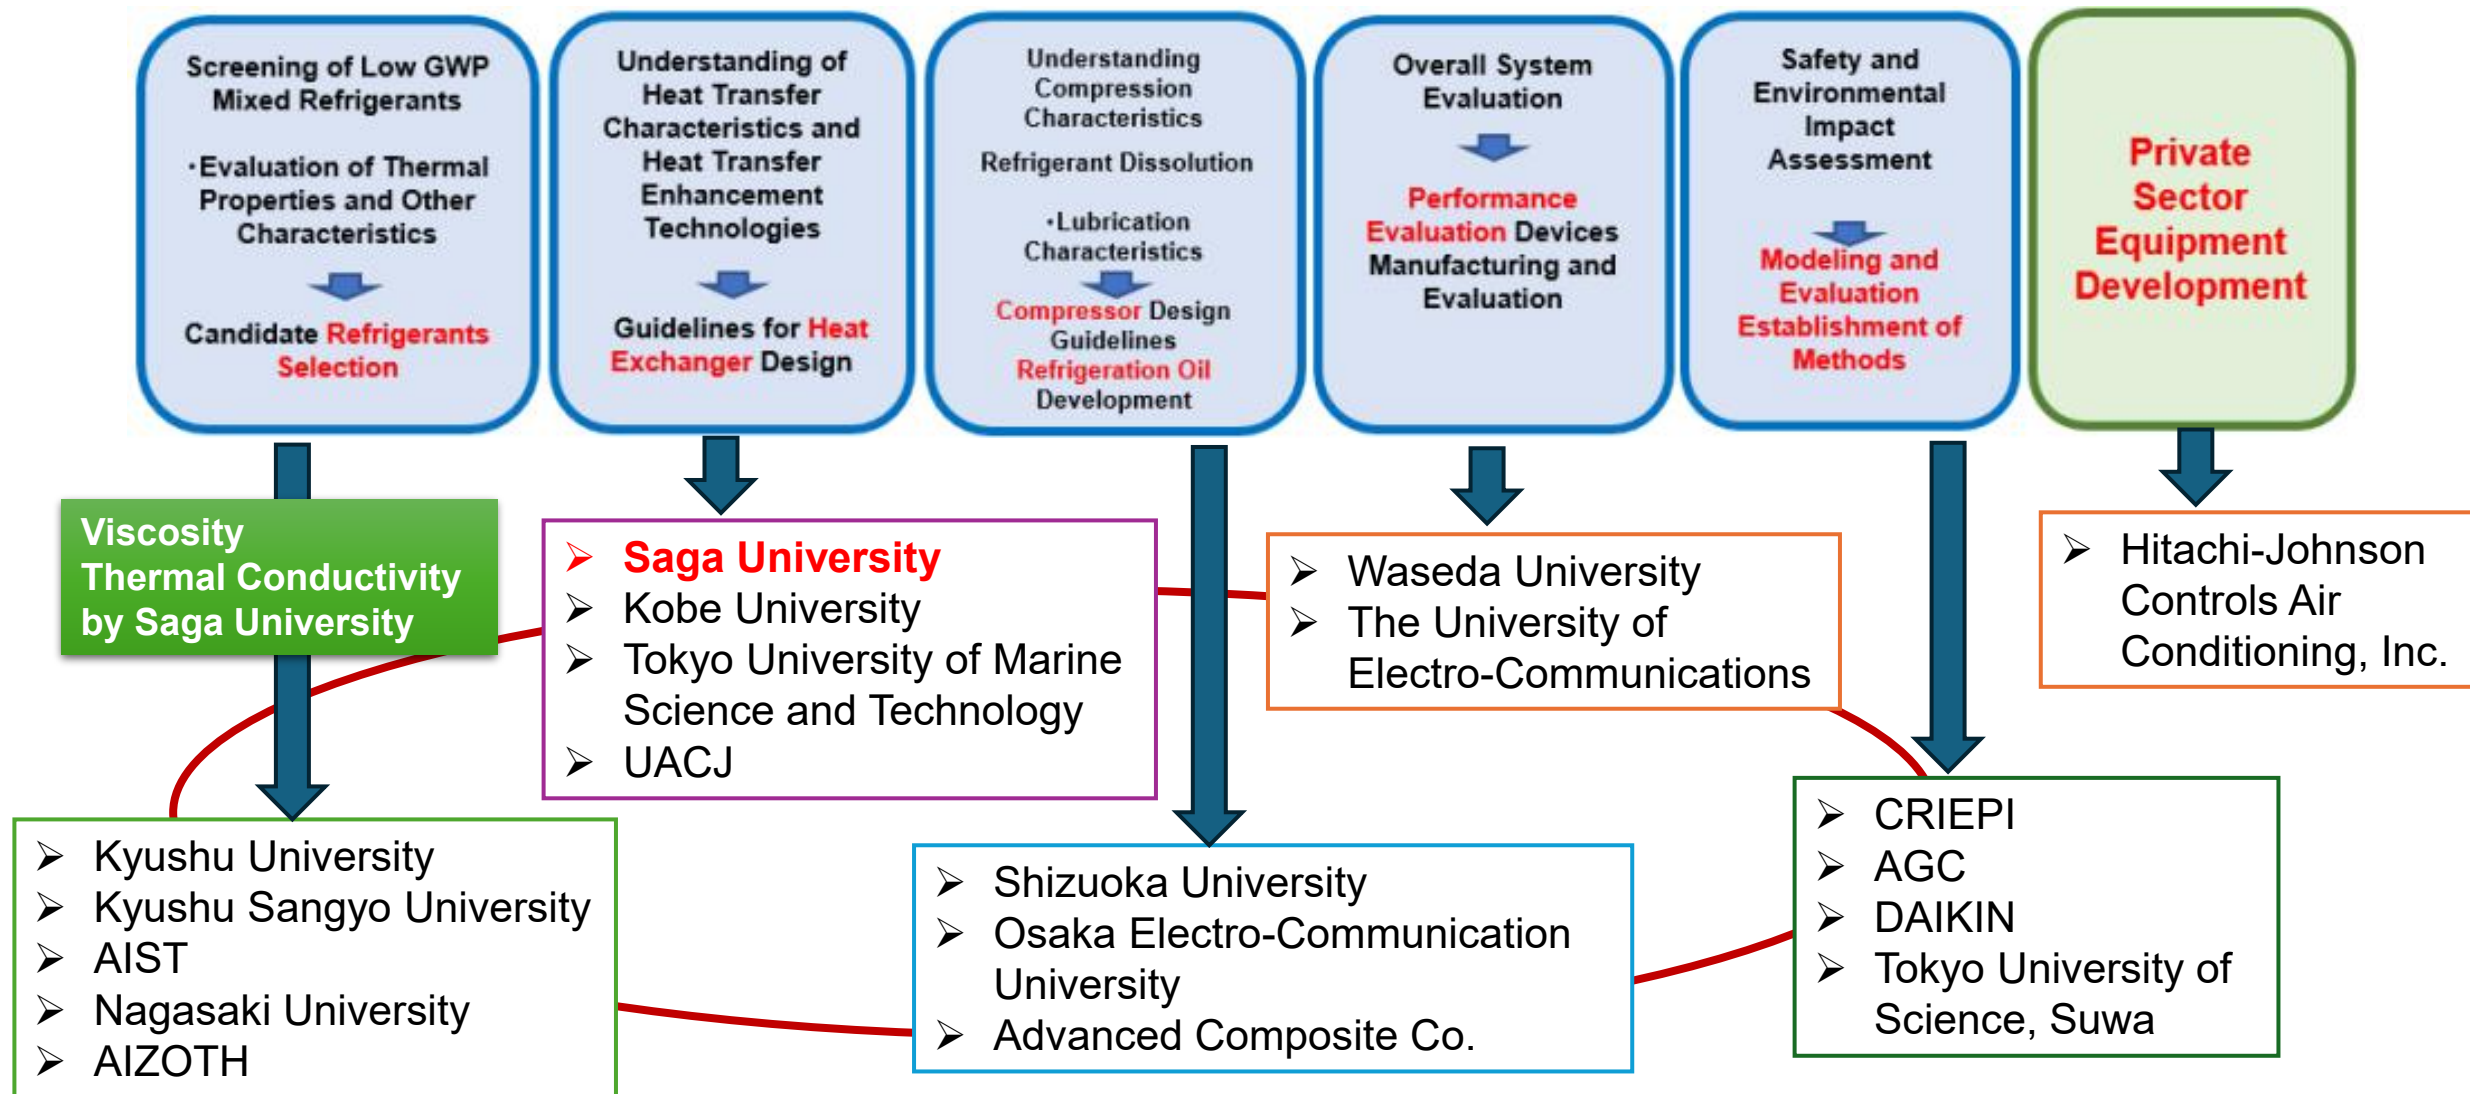 Screening of Low GWP
Mixed Refrigerants
·Evaluation of Thermal
Properties and Other
Characteristics
Candidate Refrigerants
Selection
Understanding of
Heat Transfer
Characteristics and
Heat Transfer
Enhancement
Technologies
Guidelines for Heat
Exchanger Design
Understanding
Compression
Characteristics
Refrigerant Dissolution
·Lubrication
Characteristics
Compressor Design
Guidelines
Refrigeration Oil
Development
Overall System
Evaluation
Performance
Evaluation Devices
Manufacturing and
Evaluation
Safety and
Environmental
Impact
Assessment
Modeling and
Evaluation
Establishment of
Methods
Private
Sector
Equipment
Development
Viscosity
Thermal Conductivity
by Saga University
➢ Saga University
➢ Kobe University
➢ Tokyo University of Marine
Science and Technology
➢ UACJ
➢ Waseda University
➢ The University of
Electro-Communications
➢ Hitachi-Johnson
Controls Air
Conditioning, Inc.
➢ Kyushu University
➢ Kyushu Sangyo University
➢ AIST
➢ Nagasaki University
➢ AIZOTH
➢ Shizuoka University
➢ Osaka Electro-Communication
University
➢ Advanced Composite Co.
➢ CRIEPI
➢ AGC
➢ DAIKIN
➢ Tokyo University of
Science, Suwa